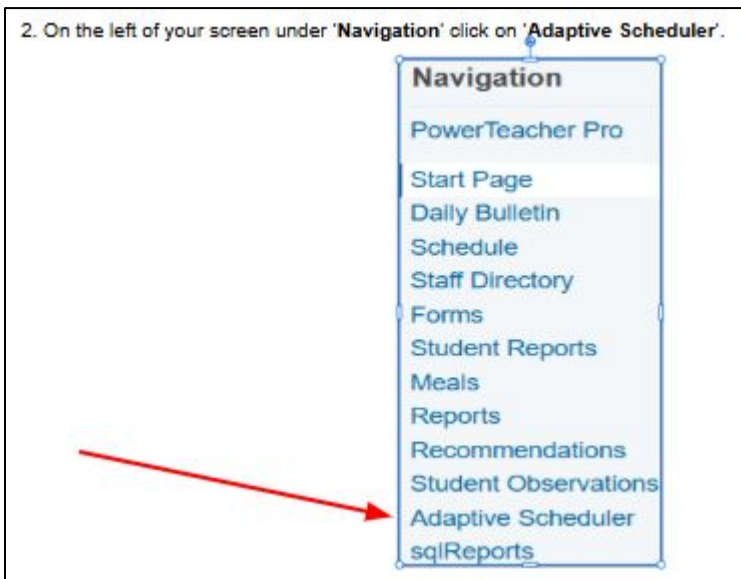 2. On the left of your screen under 'Navigation' click on 'Adaptive Scheduler'.
Navigation
PowerTeacher Pro
Start Page
Daily Bulletin
Schedule
Staff Directory
Forms
Student Reports
Meals
Reports
Recommendations
Student Observations
Adaptive Scheduler
sqlReports